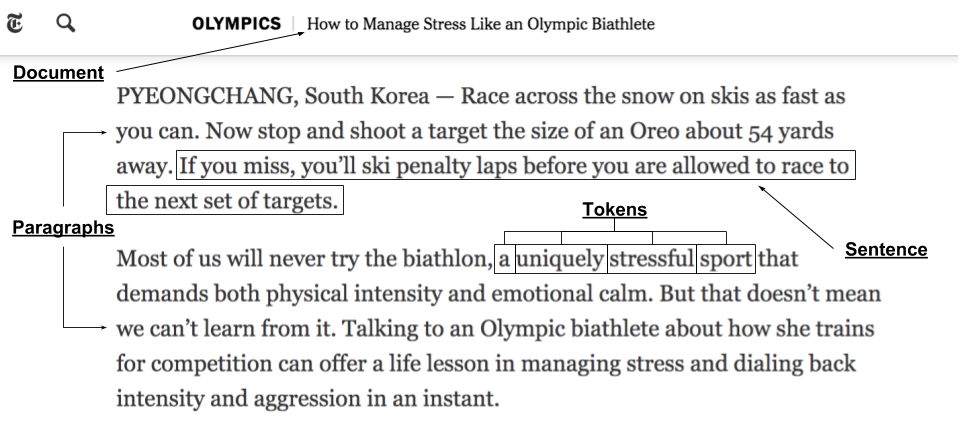 OLYMPICS | How to Manage Stress Like an Olympic Biathlete
Document
PYEONGCHANG, South Korea — Race across the snow on skis as fast as
you can. Now stop and shoot a target the size of an Oreo about 54 yards
away. If you miss, you’ll ski penalty laps before you are allowed to race to
the next set of targets.
Tokens
Paragraphs
Sentence
Most of us will never try the biathlon, a uniquely stressful sport that
demands both physical intensity and emotional calm. But that doesn’t mean
we can’t learn from it. Talking to an Olympic biathlete about how she trains
for competition can offer a life lesson in managing stress and dialing back
intensity and aggression in an instant.